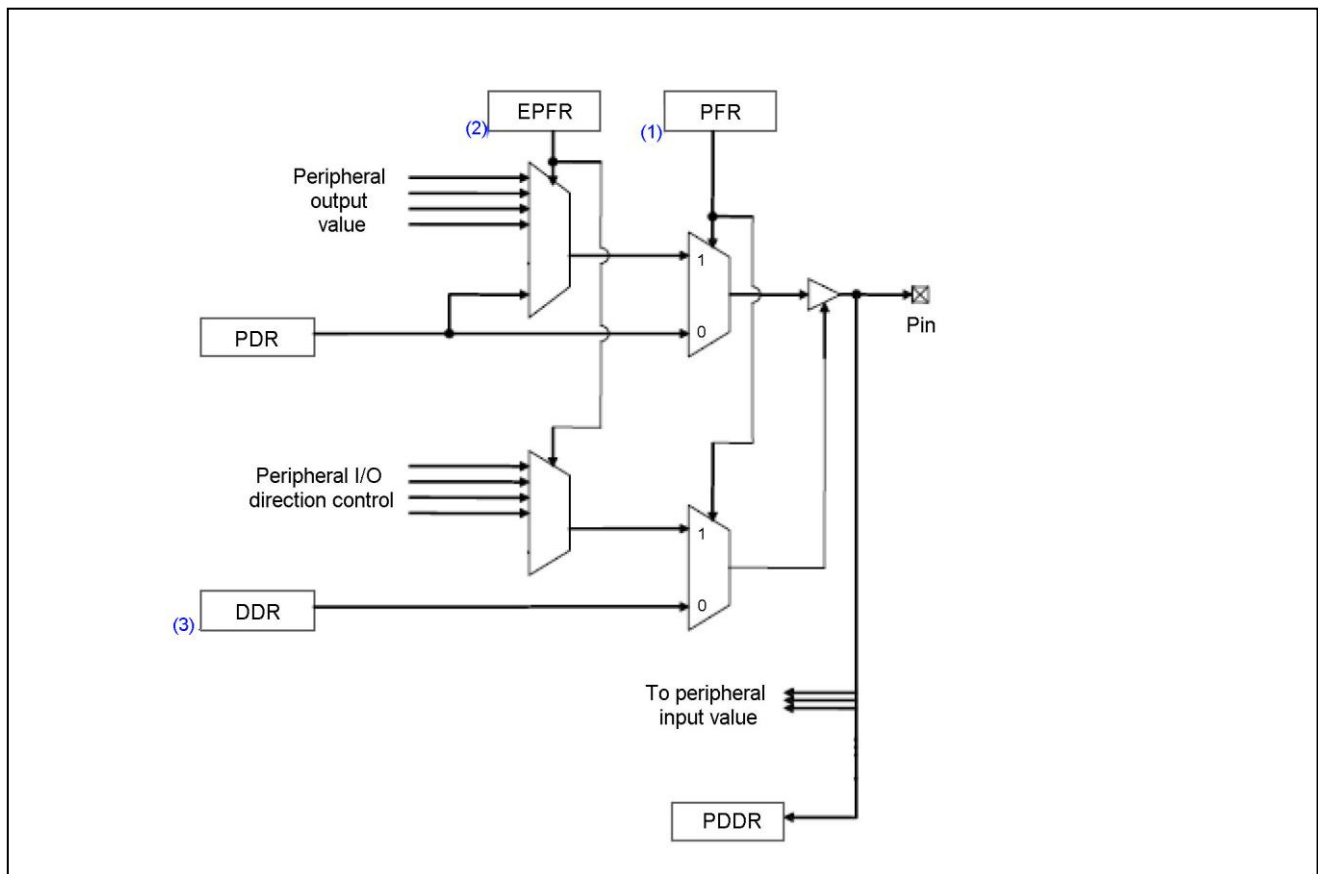 EPFR
PFR
(2)
(1)
Peripheral
output
value
1
0
PDR
Pin
Peripheral I/O
direction control
1
0
DDR
(3)
To peripheral
input value
PDDR